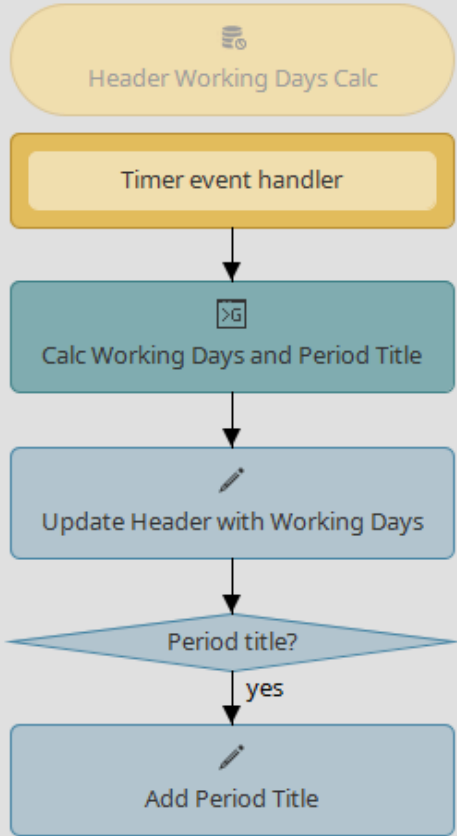 Header Working Days Calc
Timer event handler
>G
Calc Working Days and Period Title
Update Header with Working Days
Period title?
yes
Add Period Title